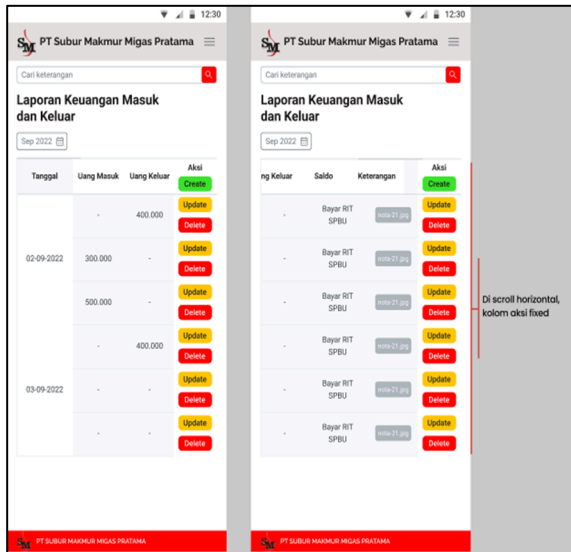 12:30
SM PT Subur Makmur Migas Pratama
Cari keterangan
Laporan Keuangan Masuk
dan Keluar
Sep 2022
Tanggal Uang Masuk Uang Keluar Aksi
Create
- 400.000 Update
Delete
02-09-2022 300.000 - Update
Delete
500.000 - Update
Delete
- 400.000 Update
Delete
03-09-2022 - - Update
Delete
- - Update
Delete
SM PT SUBUR MAKMUR MIGAS PRATAMA
12:30
SM PT Subur Makmur Migas Pratama
Cari keterangan
Laporan Keuangan Masuk
dan Keluar
Sep 2022
ng Keluar Saldo Keterangan Aksi
Create
- Bayar RIT
SPBU nota-21.jpg Update
Delete
- Bayar RIT
SPBU nota-21.jpg Update
Delete
- Bayar RIT
SPBU nota-21.jpg Update
Delete
- Bayar RIT
SPBU nota-21.jpg Update
Delete
- Bayar RIT
SPBU nota-21.jpg Update
Delete
- Bayar RIT
SPBU nota-21.jpg Update
Delete
SM PT SUBUR MAKMUR MIGAS PRATAMA
Di scroll horizontal,
kolom aksi fixed